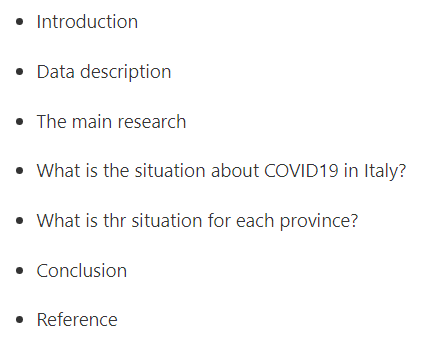 • Introduction
• Data description
• The main research
• What is the situation about COVID19 in Italy?
• What is thr situation for each province?
• Conclusion
• Reference